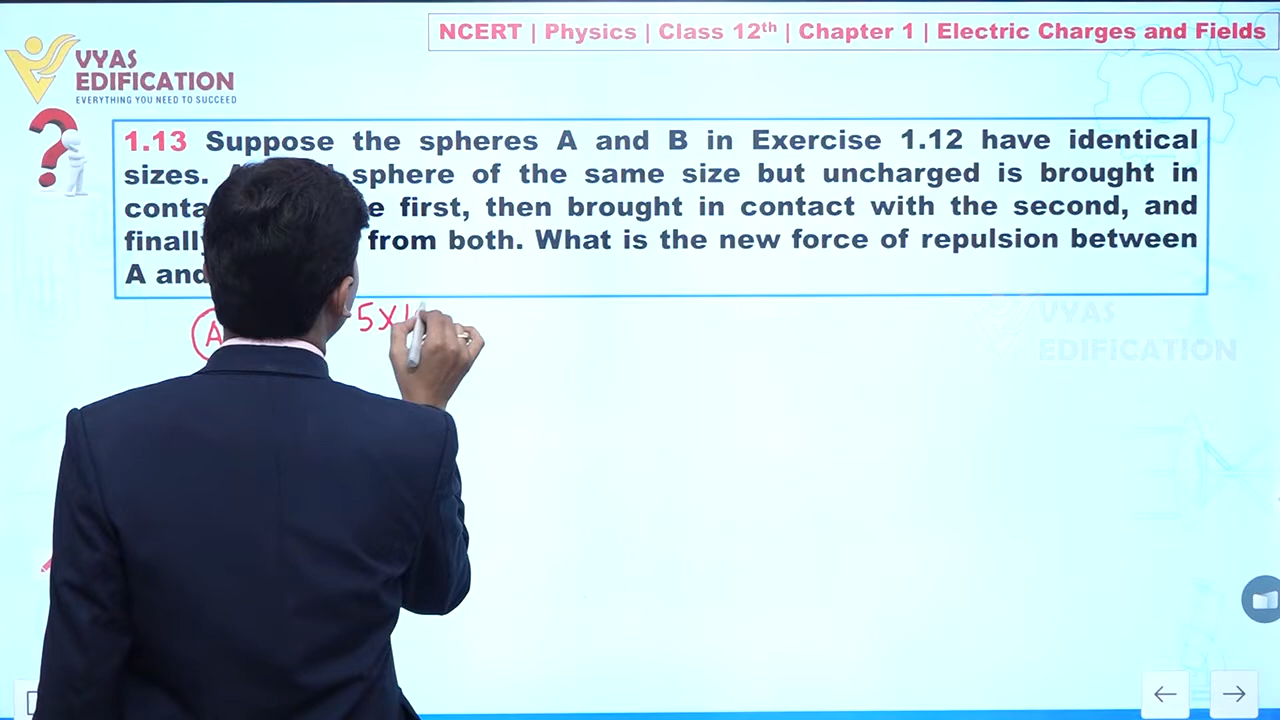 NCERT | Physics | Class 12th | Chapter 1 | Electric Charges and Fields
VYAS
EDIFICATION
EVERYTHING YOU NEED TO SUCCEED
1.13 Suppose the spheres A and B in Exercise 1.12 have identical
sizes. sphere of the same size but uncharged is brought in
first, then brought in contact with the second, and
from both. What is the new force of repulsion between
A and
VYAS
EDIFICATION
A 5X1